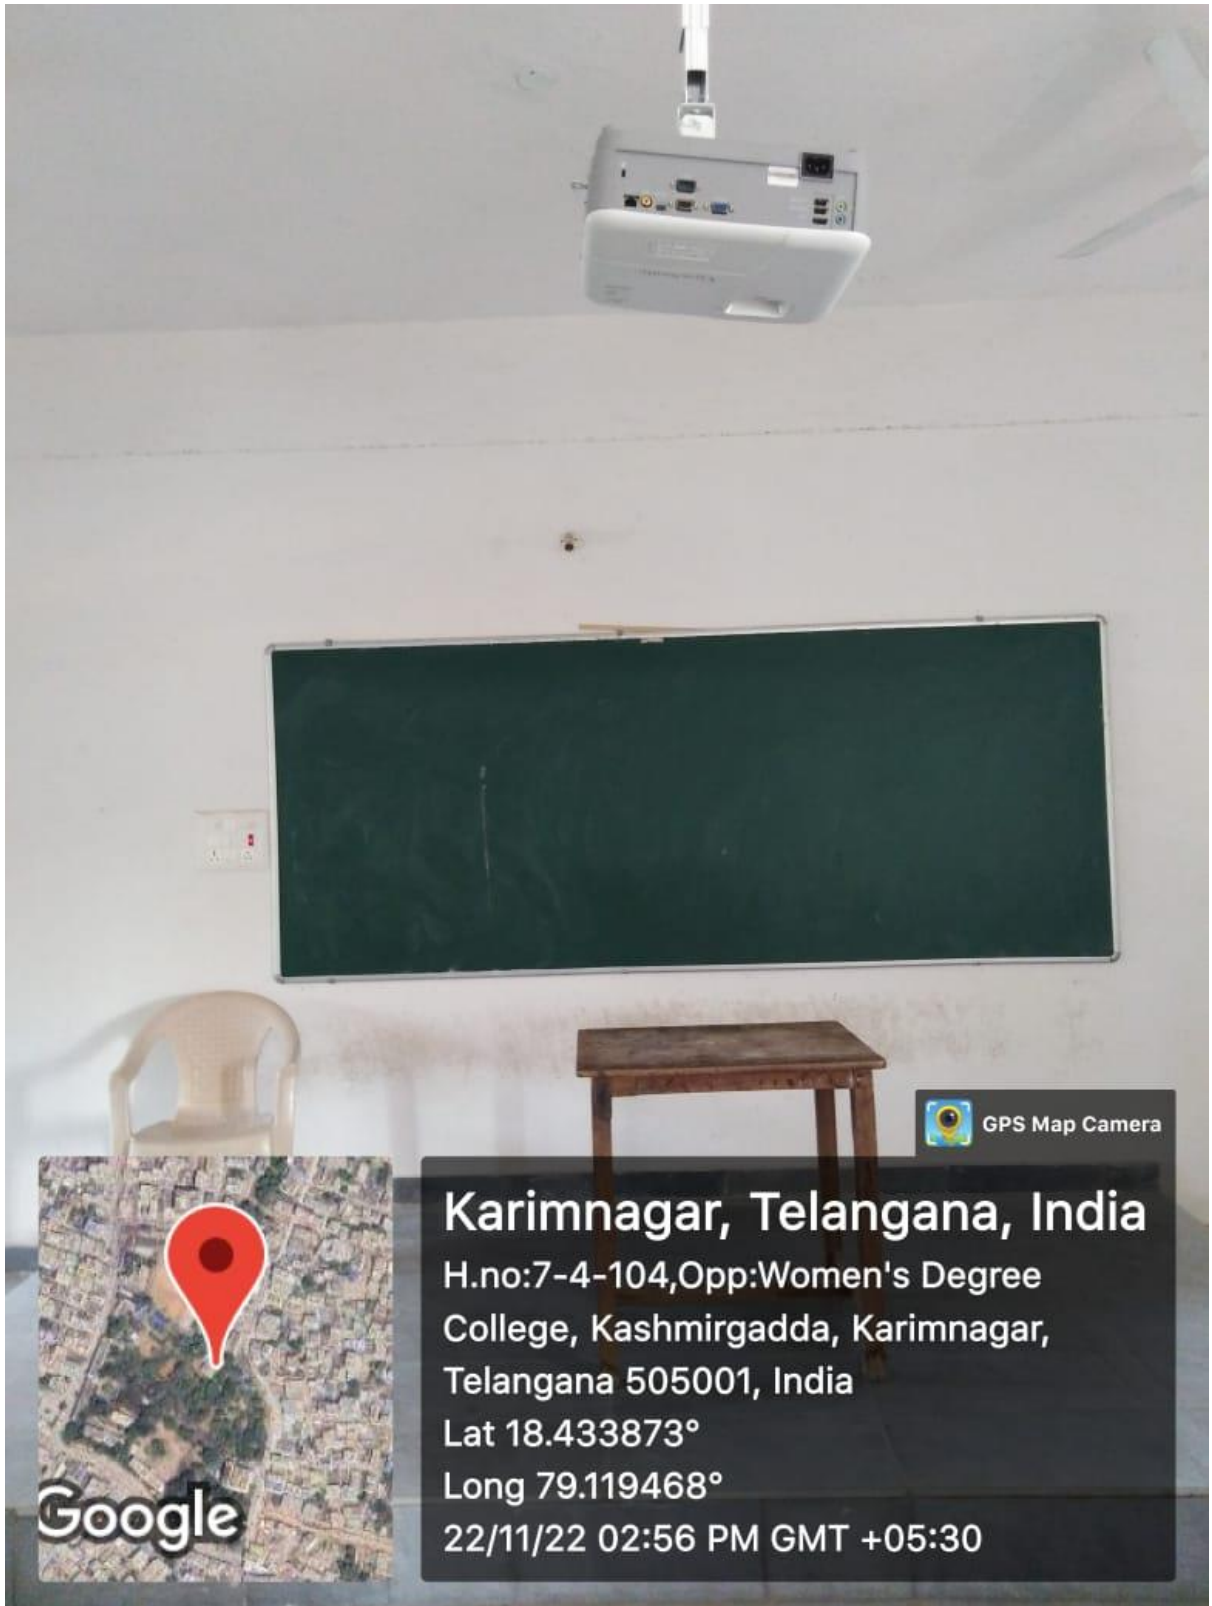 GPS Map Camera
Karimnagar, Telangana, India
H.no:7-4-104,Opp:Women's Degree
College, Kashmirgadda, Karimnagar,
Telangana 505001, India
Lat 18.433873°
Long 79.119468°
22/11/22 02:56 PM GMT +05:30
Google